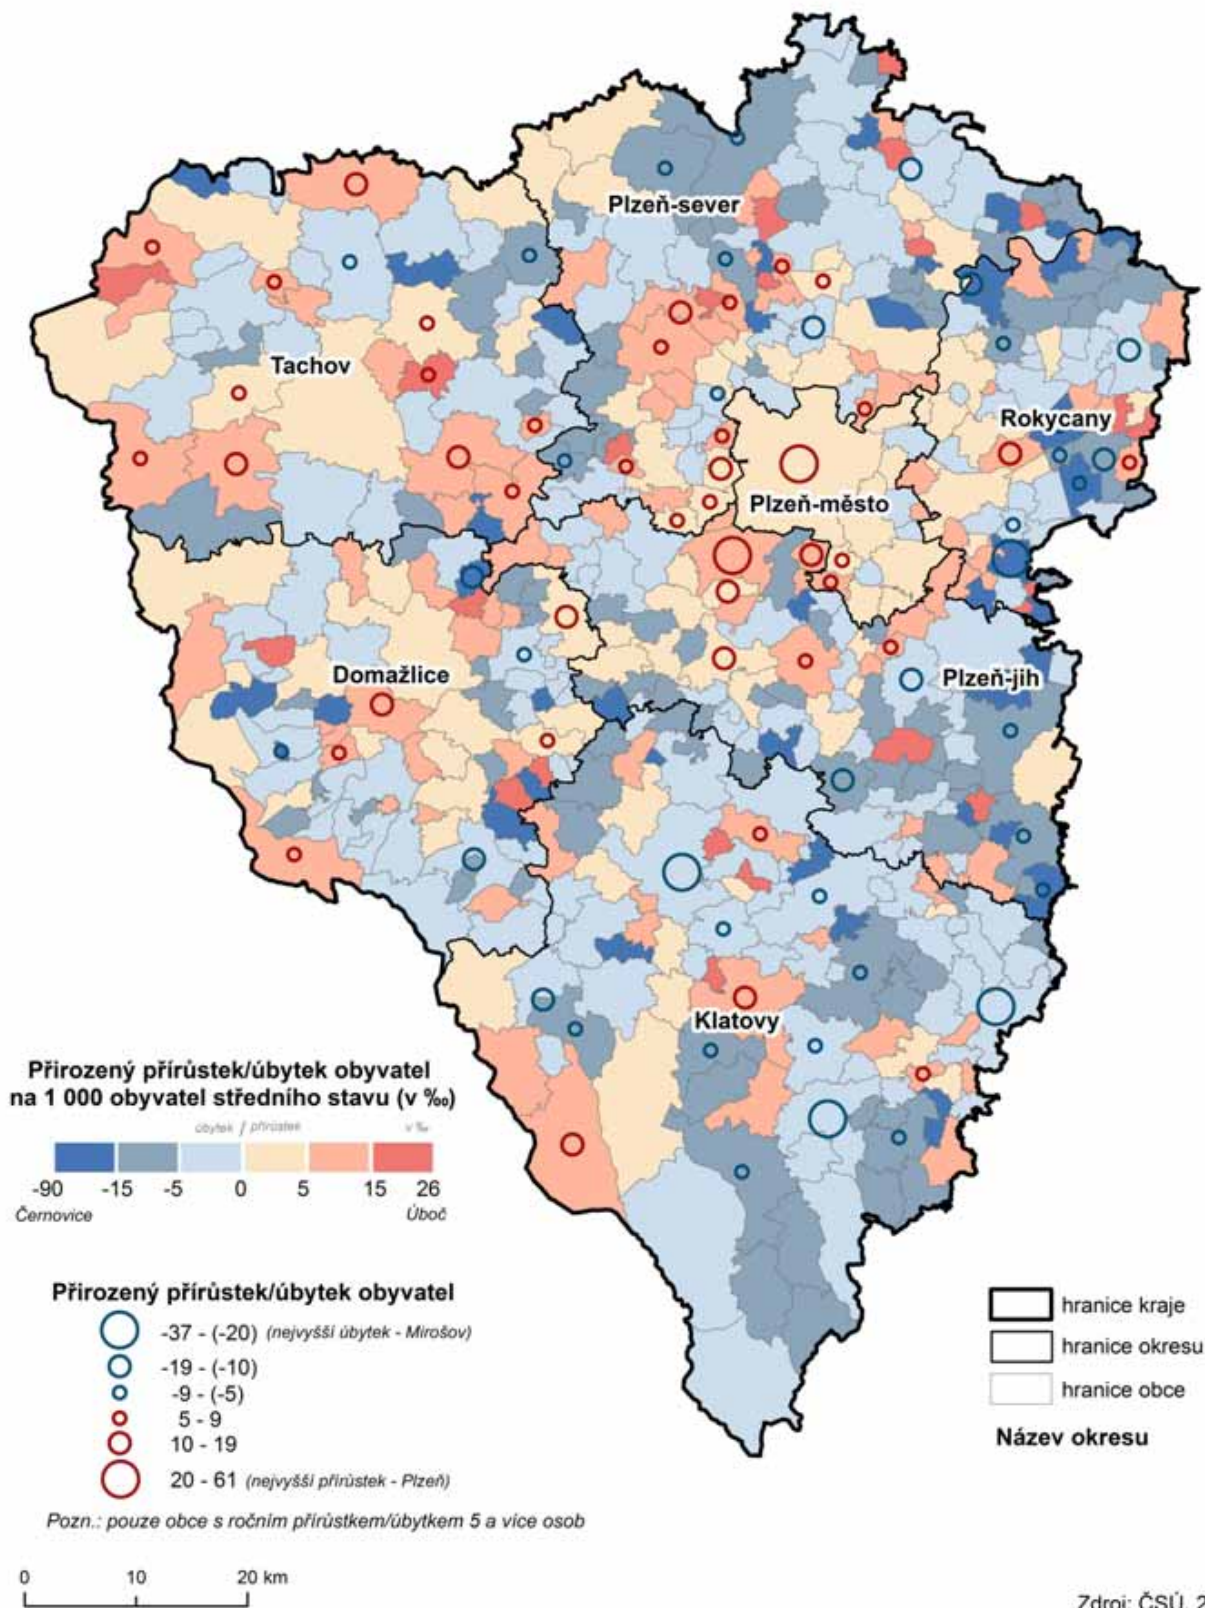 Plzeň-sever
Tachov
Rokycany
Plzeň-město
Domažlice
Plzeň-jih
Klatovy
Přirozený přírůstek/úbytek obyvatel
na 1 000 obyvatel středního stavu (v ‰)
úbytek / přírůstek v ‰
-90 -15 -5 0 5 15 26
Černovice Úboč
Přirozený přírůstek/úbytek obyvatel
-37 - (-20) (nejvyšší úbytek - Mirošov)
-19 - (-10)
-9 - (-5)
5 - 9
10 - 19
20 - 61 (nejvyšší přírůstek - Plzeň)
Pozn.: pouze obce s ročním přírůstkem/úbytkem 5 a více osob
hranice kraje
hranice okresu
hranice obce
Název okresu
0 10 20 km
Zdroj: ČSÚ, 2